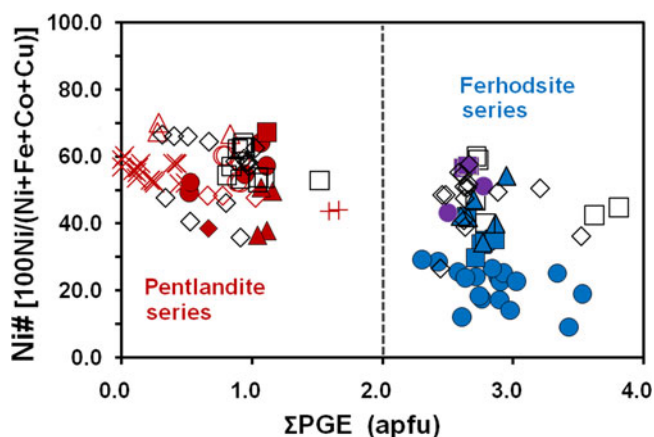 Ni# [100Ni/(Ni+Fe+Co+Cu)]
100.0
80.0
60.0
40.0
20.0
0.0
Ferhodsite
series
Pentlandite
series
0.0
1.0
2.0
3.0
4.0
ΣPGE (apfu)